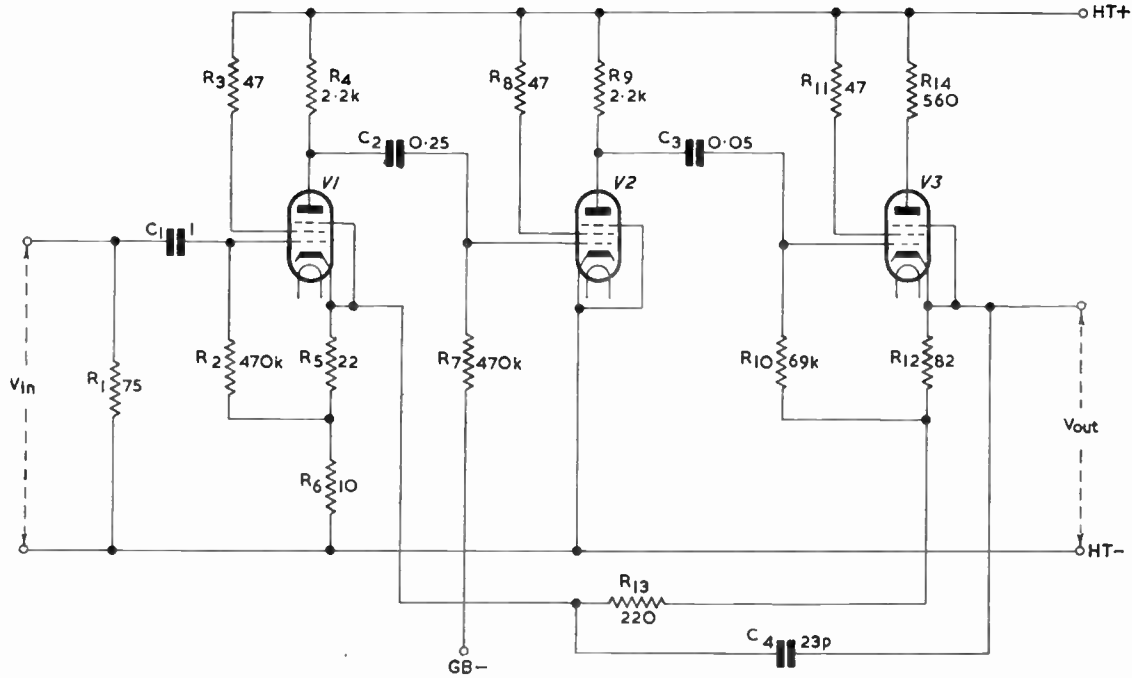 HT+
R3 47
R4 2·2k
R8 47
R9 2·2k
R11 47
R14 560
C2 0·25
C3 0·05
V1
V2
V3
C1 1
R2 470k
R5 22
R7 470k
R10 69k
R12 82
Vin
R1 75
Vout
R6 10
HT-
R13 220
C4 23p
GB-